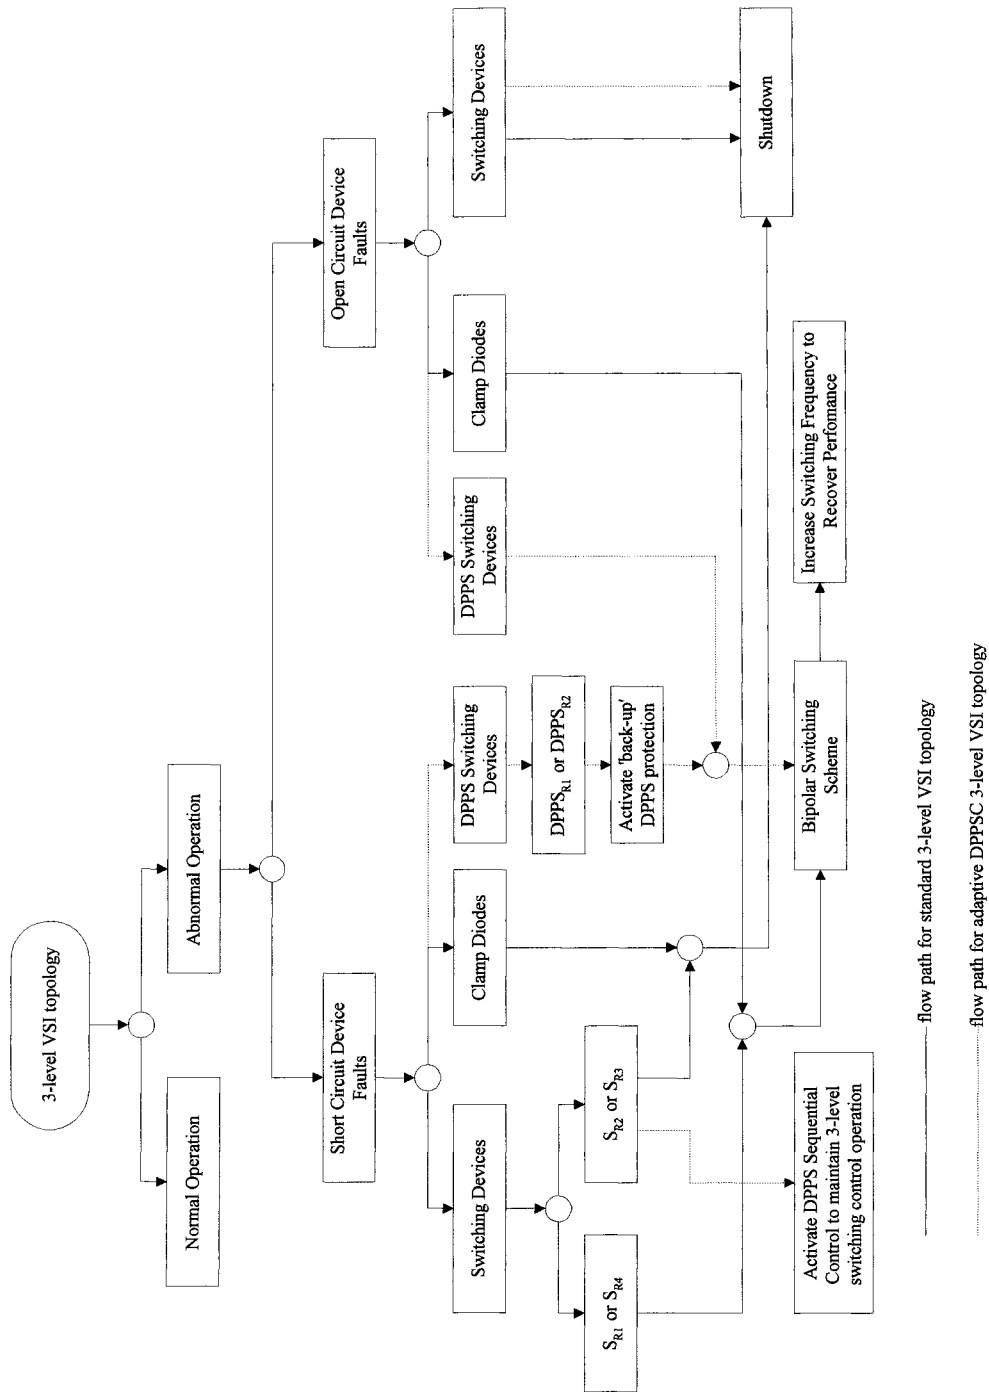 3-level VSI topology
Normal Operation
Abnormal Operation
Short Circuit Device
Faults
Open Circuit Device
Faults
Switching Devices
Clamp Diodes
DPPS Switching
Devices
DPPS Switching
Devices
Clamp Diodes
Switching Devices
S_R1 or S_R4
S_R2 or S_R3
DPPS_R1 or DPPS_R2
Activate 'back-up'
DPPS protection
Shutdown
Activate DPPS Sequential
Control to maintain 3-level
switching control operation
Bipolar Switching
Scheme
Increase Switching Frequency to
Recover Perfomance
flow path for standard 3-level VSI topology
flow path for adaptive DPPSC 3-level VSI topology